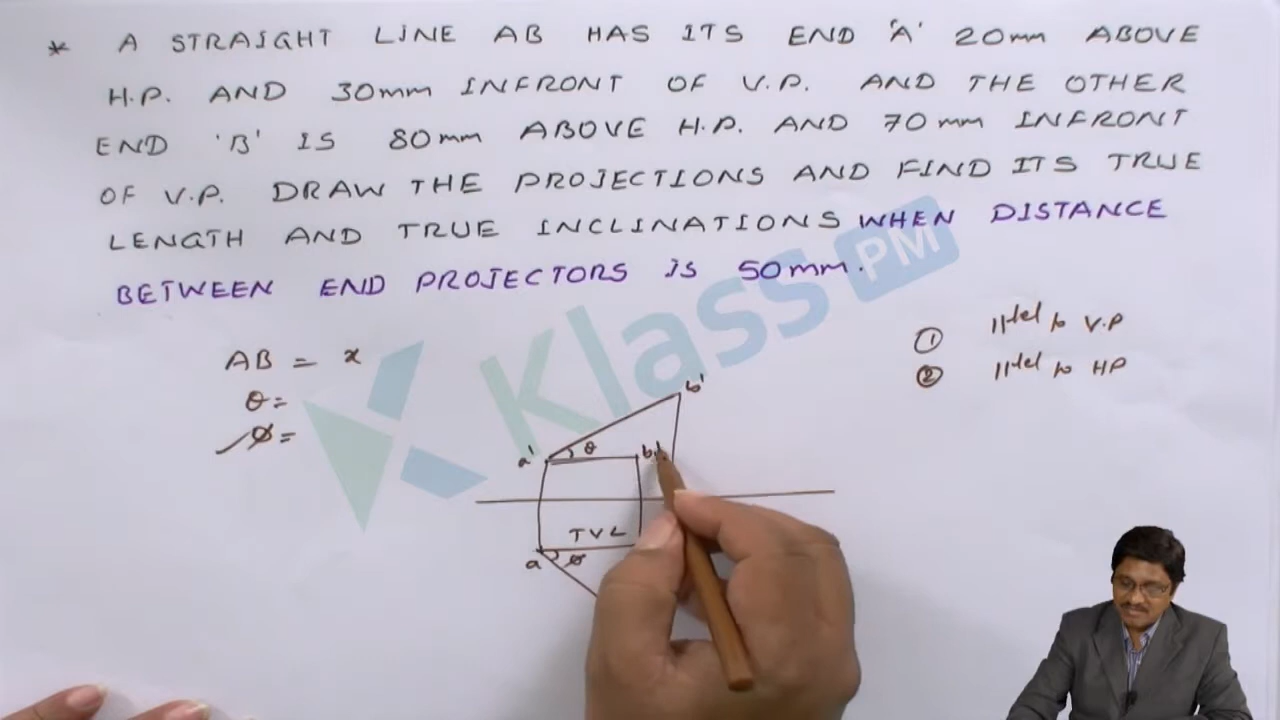 * A STRAIGHT LINE AB HAS ITS END 'A' 20mm ABOVE
H.P. AND 30mm INFRONT OF V.P. AND THE OTHER
END 'B' IS 80mm ABOVE H.P. AND 70mm INFRONT
OF V.P. DRAW THE PROJECTIONS AND FIND ITS TRUE
LENGTH AND TRUE INCLINATIONS WHEN DISTANCE
BETWEEN END PROJECTORS IS 50mm.
Klass PM
① ||lel to V.P
② ||lel to HP
AB = x
θ =
Ø =
b'
a' θ b₁'
TVL
a Ø